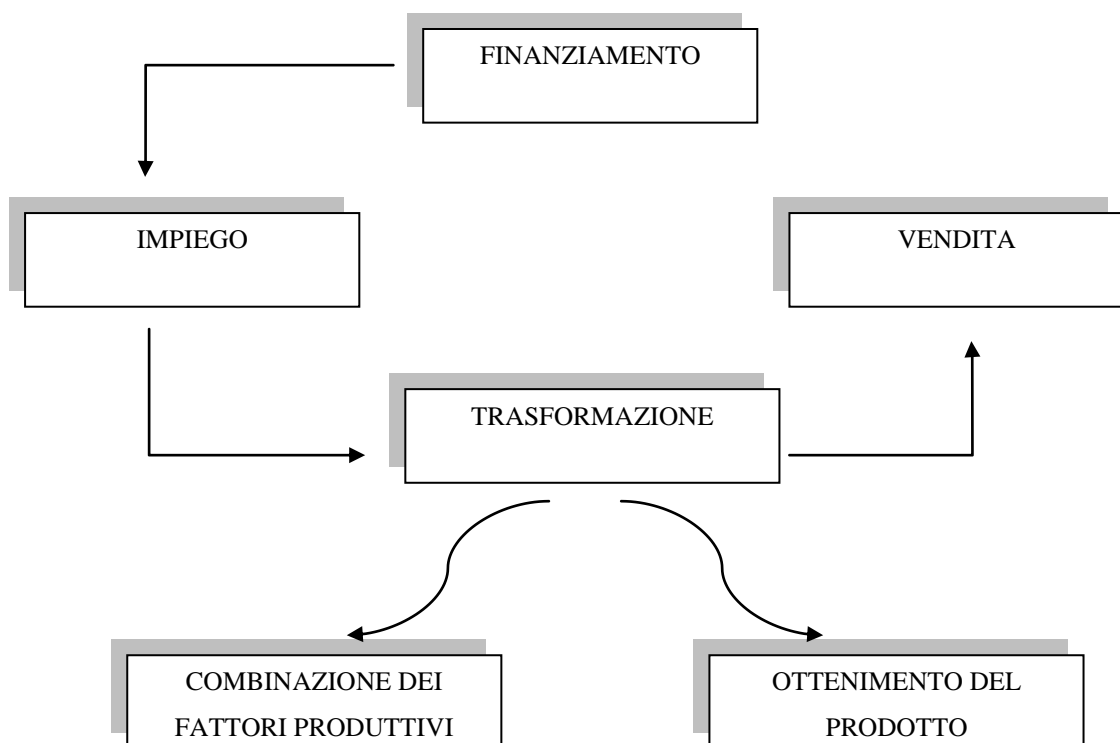 FINANZIAMENTO
IMPIEGO
VENDITA
TRASFORMAZIONE
COMBINAZIONE DEI
FATTORI PRODUTTIVI
OTTENIMENTO DEL
PRODOTTO